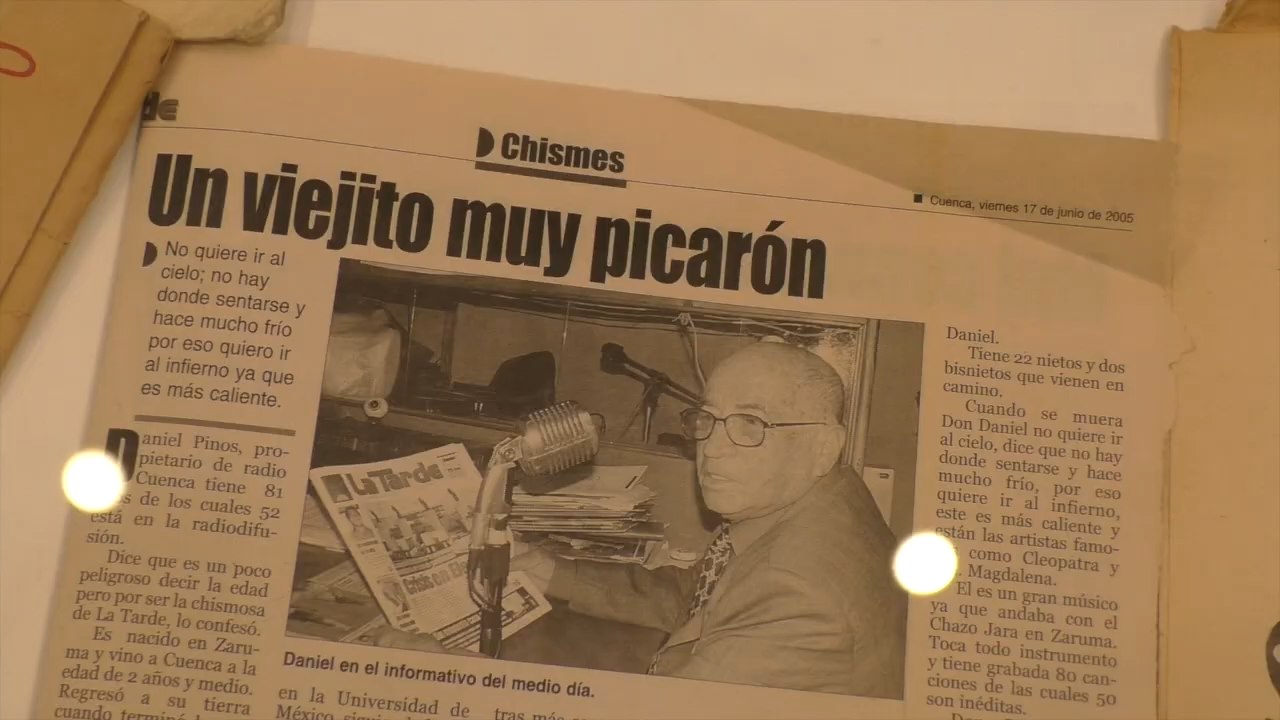 de
Chismes
Cuenca, viernes 17 de junio de 2005
Un viejito muy picarón
No quiere ir al
cielo; no hay
donde sentarse y
hace mucho frío
por eso quiero ir
al infierno ya que
es más caliente.
Daniel Pinos, pro-
pietario de radio
Cuenca tiene 81
s de los cuales 52
está en la radiodifu-
sión.
Dice que es un poco
peligroso decir la edad
pero por ser la chismosa
de La Tarde, lo confesó.
Es nacido en Zaru-
ma y vino a Cuenca a la
edad de 2 años y medio.
Regresó a su tierra
cuando terminó
La Tarde
Crisis en
Daniel en el informativo del medio día.
en la Universidad de
México
tras más
Daniel.
Tiene 22 nietos y dos
bisnietos que vienen en
camino.
Cuando se muera
Don Daniel no quiere ir
al cielo, dice que no hay
donde sentarse y hace
mucho frío, por eso
quiere ir al infierno,
este es más caliente y
están las artistas famo-
como Cleopatra y
. Magdalena.
El es un gran músico
ya que andaba con el
Chazo Jara en Zaruma.
Toca todo instrumento
y tiene grabada 80 can-
ciones de las cuales 50
son inéditas.